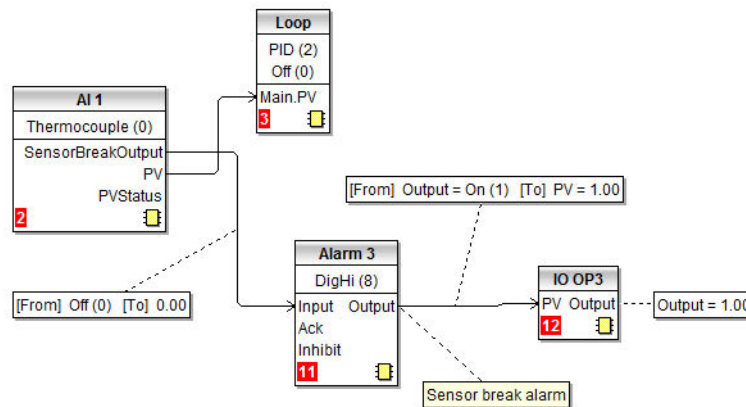 Loop
PID (2)
Off (0)
Main.PV
3
AI 1
Thermocouple (0)
SensorBreakOutput
PV
PVStatus
2
[From] Output = On (1) [To] PV = 1.00
Alarm 3
DigHi (8)
Input Output
Ack
Inhibit
11
IO OP3
PV Output
12
Output = 1.00
[From] Off (0) [To] 0.00
Sensor break alarm